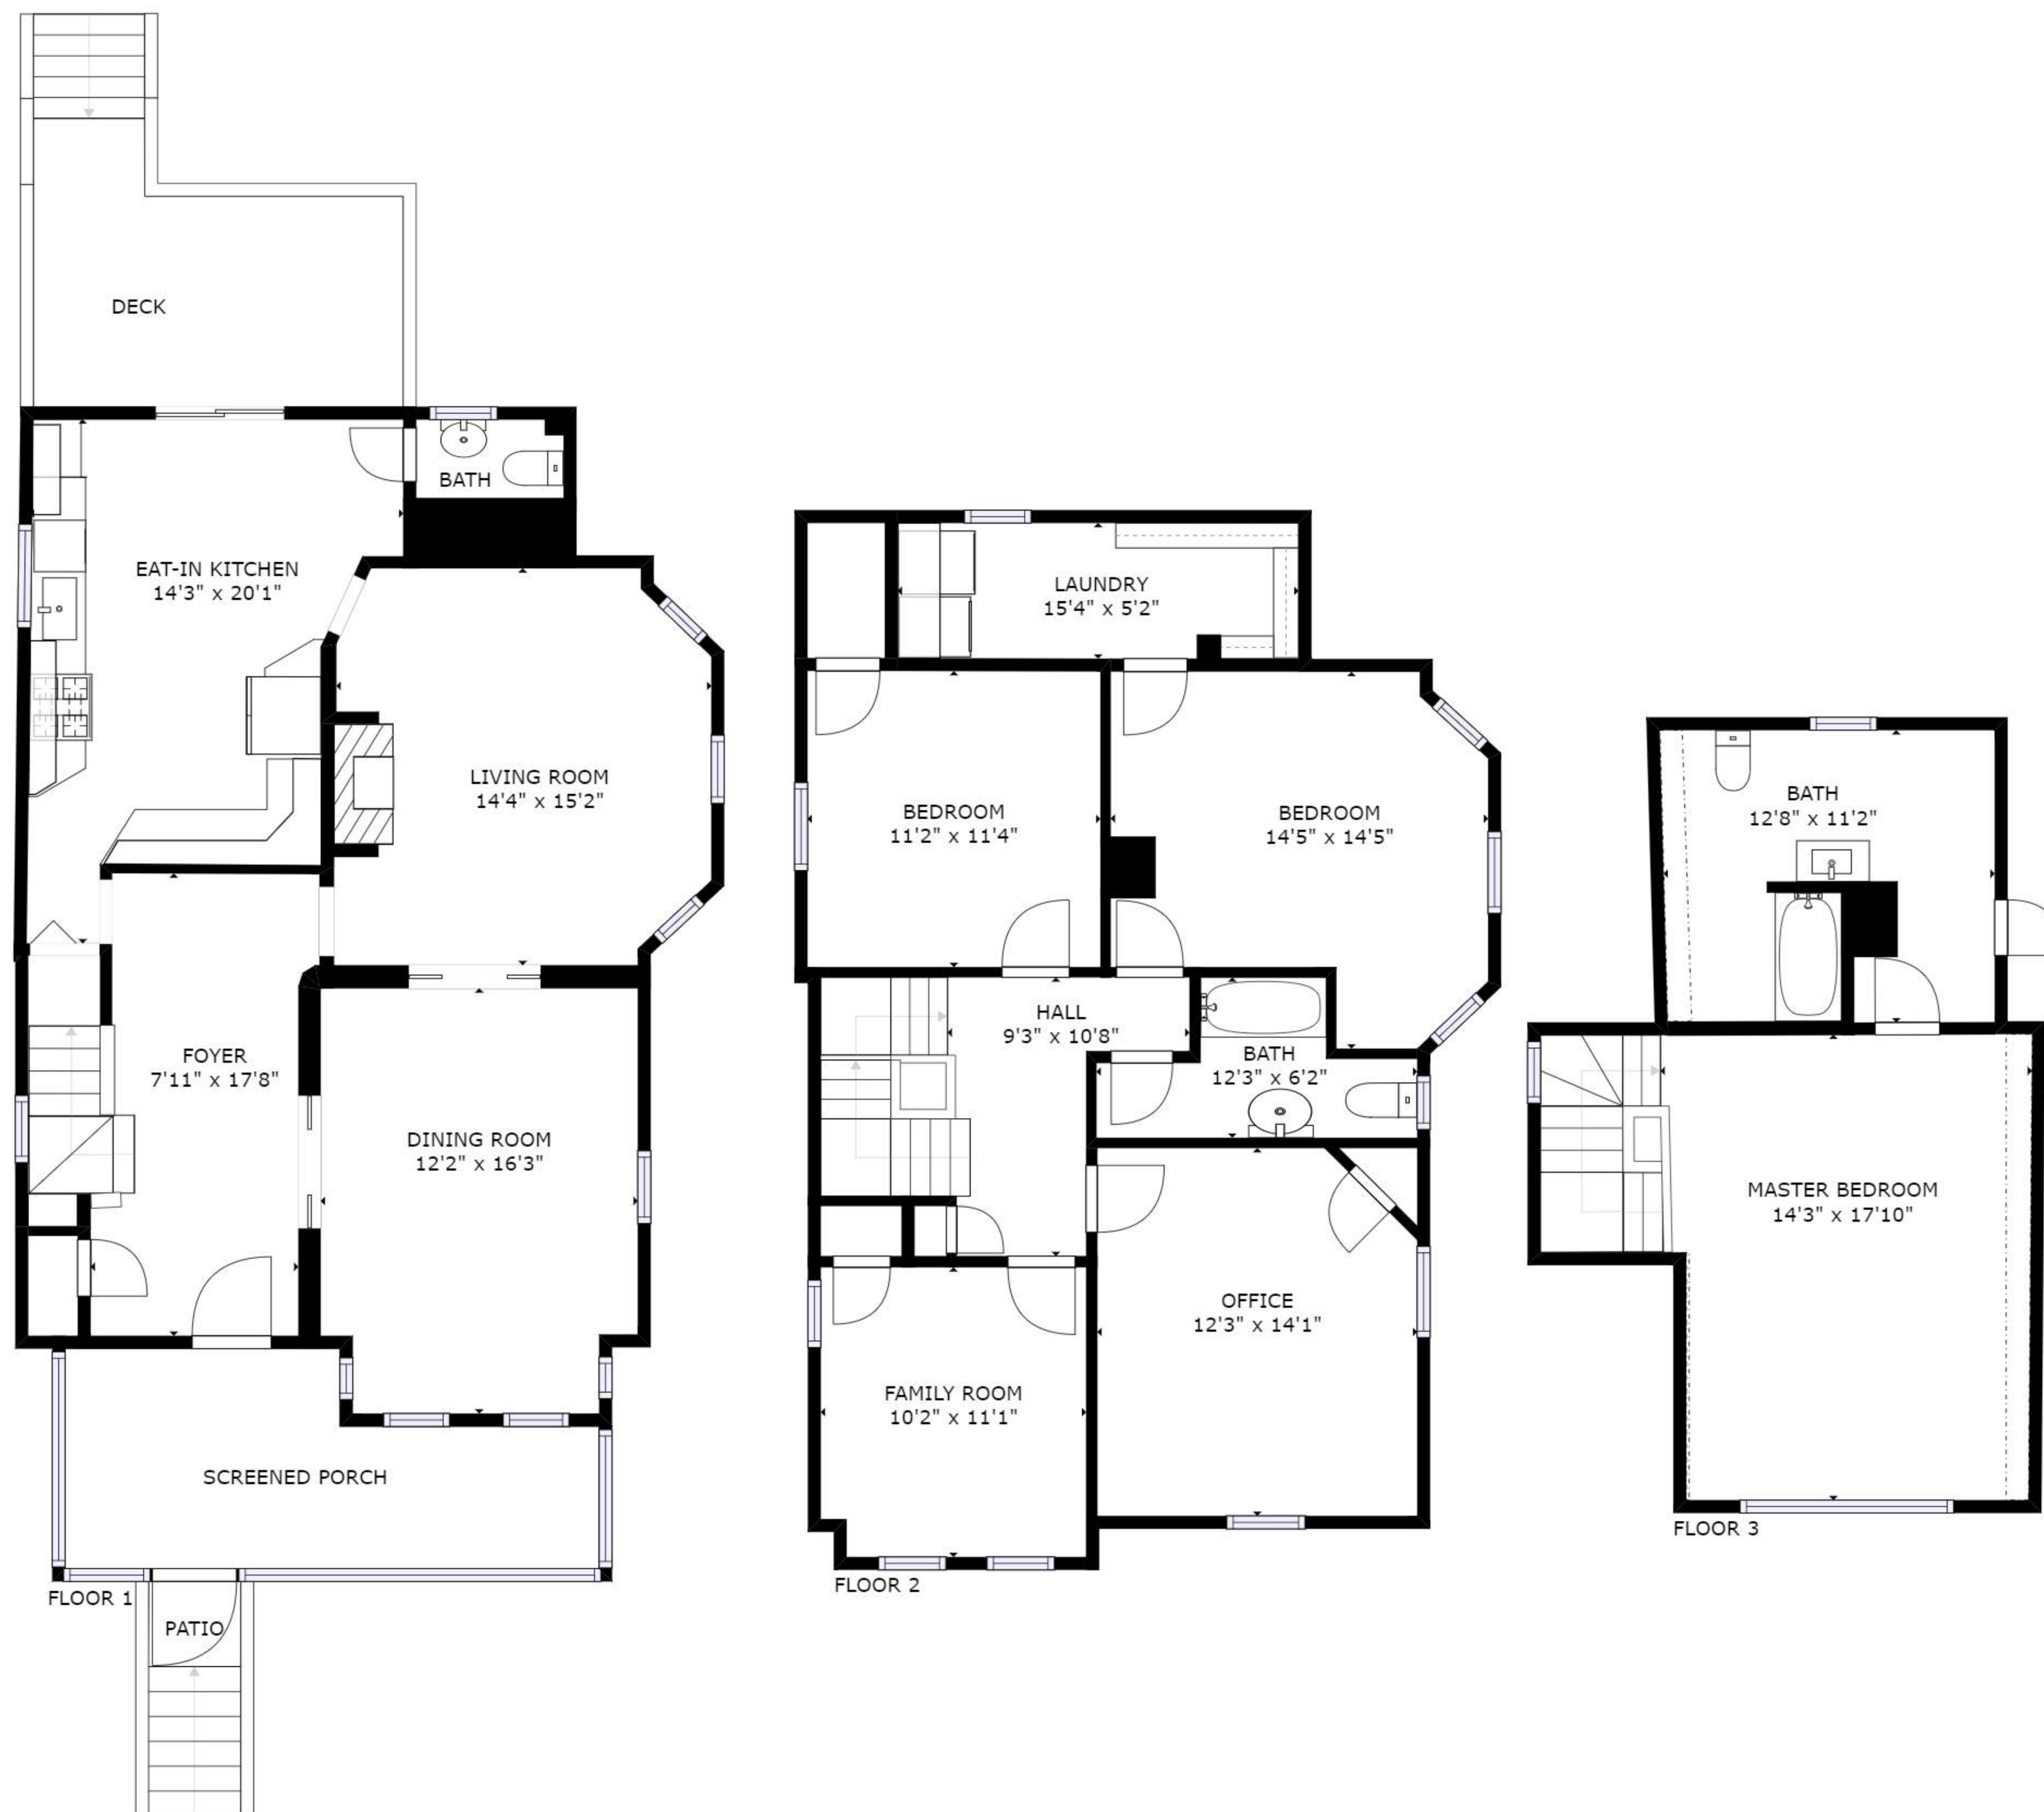 DECK
BATH
EAT-IN KITCHEN
14'3" x 20'1"
LIVING ROOM
14'4" x 15'2"
FOYER
7'11" x 17'8"
DINING ROOM
12'2" x 16'3"
SCREENED PORCH
FLOOR 1
PATIO
LAUNDRY
15'4" x 5'2"
BEDROOM
11'2" x 11'4"
BEDROOM
14'5" x 14'5"
HALL
9'3" x 10'8"
BATH
12'3" x 6'2"
OFFICE
12'3" x 14'1"
FAMILY ROOM
10'2" x 11'1"
FLOOR 2
BATH
12'8" x 11'2"
MASTER BEDROOM
14'3" x 17'10"
FLOOR 3